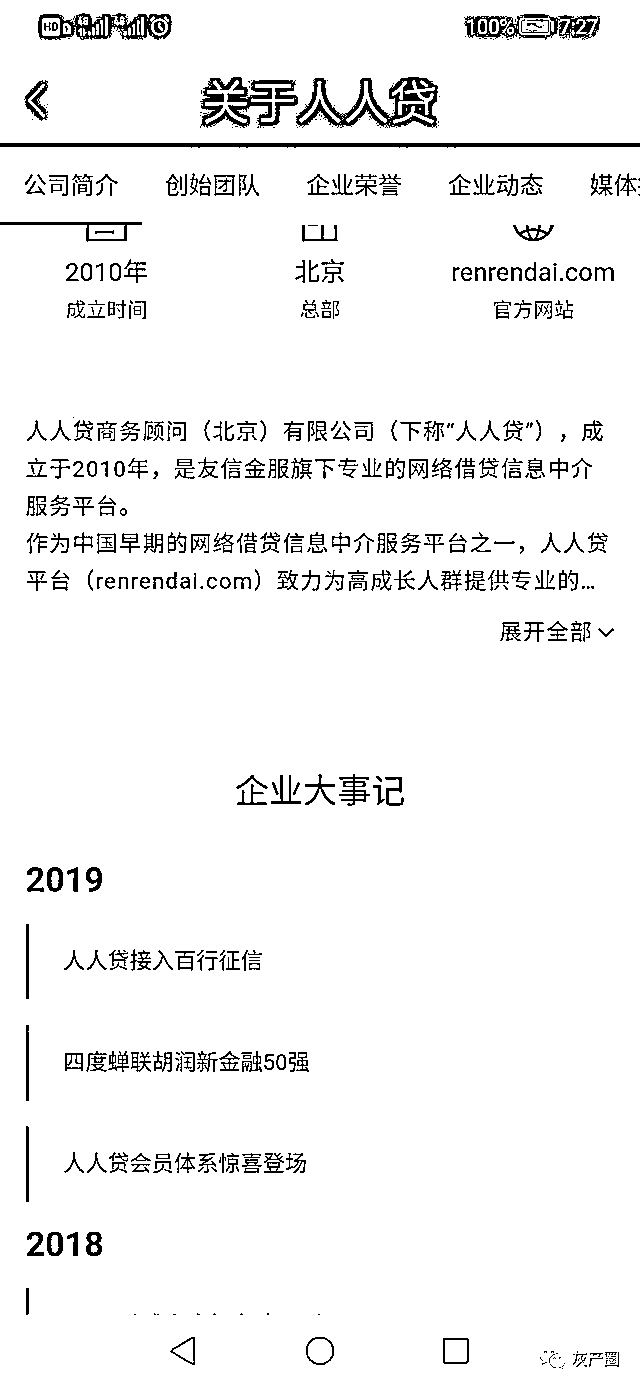 HD 100% 7:27
关于人人贷
公司简介 创始团队 企业荣誉 企业动态 媒体
2010年 北京 renrendai.com
成立时间 总部 官方网站
人人贷商务顾问（北京）有限公司（下称“人人贷”），成
立于2010年，是友信金服旗下专业的网络借贷信息中介
服务平台。
作为中国早期的网络借贷信息中介服务平台之一，人人贷
平台（renrendai.com）致力为高成长人群提供专业的...
展开全部
企业大事记
2019
人人贷接入百行征信
四度蝉联胡润新金融50强
人人贷会员体系惊喜登场
2018
灰产圈